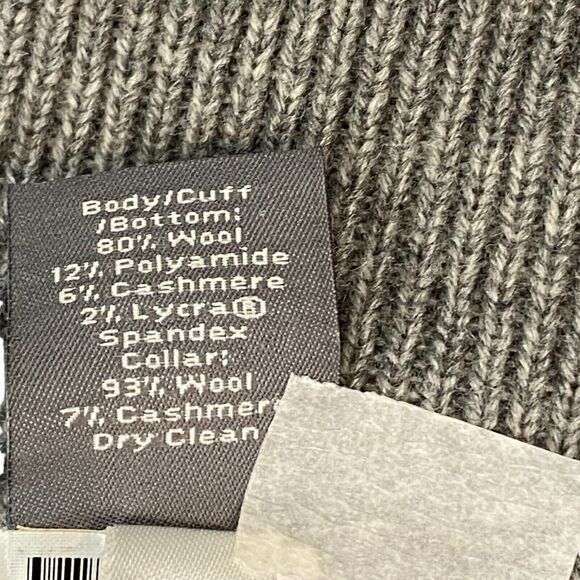 Body/Cuff
/Bottom:
80% Wool
12% Polyamide
6% Cashmere
2% Lycra®
Spandex
Collar:
93% Wool
7% Cashmere
Dry Clean